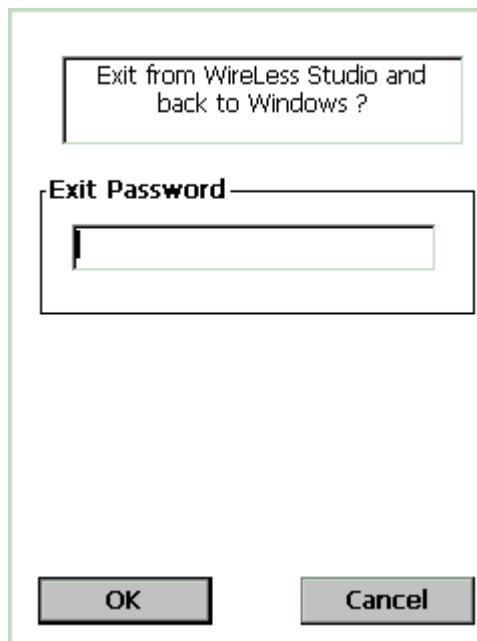 Exit from WireLess Studio and
back to Windows ?
Exit Password
OK
Cancel